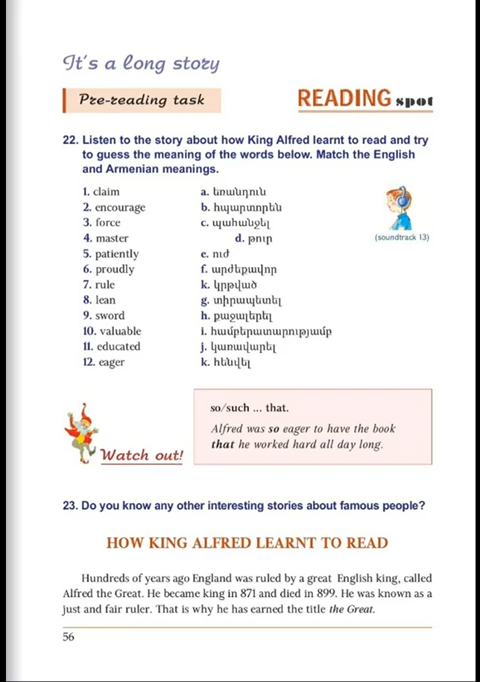 It's a long story
Pre-reading task
READING spot
22. Listen to the story about how King Alfred learnt to read and try
to guess the meaning of the words below. Match the English
and Armenian meanings.
1. claim a. եռանդուն
2. encourage b. հպարտորեն
3. force c. պահանջել
4. master d. թուր
(soundtrack 13)
5. patiently e. ուժ
6. proudly f. արժեքավոր
7. rule k. կրթված
8. lean g. տիրապետել
9. sword h. քաջալերել
10. valuable i. համբերատարությամբ
11. educated j. կառավարել
12. eager k. հենվել
so/such ... that.
Alfred was so eager to have the book
that he worked hard all day long.
Watch out!
23. Do you know any other interesting stories about famous people?
HOW KING ALFRED LEARNT TO READ
Hundreds of years ago England was ruled by a great English king, called
Alfred the Great. He became king in 871 and died in 899. He was known as a
just and fair ruler. That is why he has earned the title the Great.
56